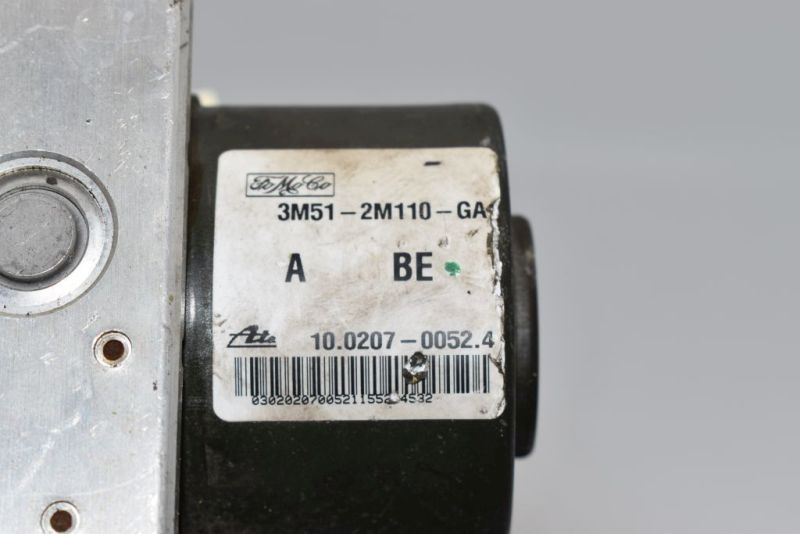 FoMoCo
3M51-2M110-GA
A BE
Ate 10.0207-0052.4